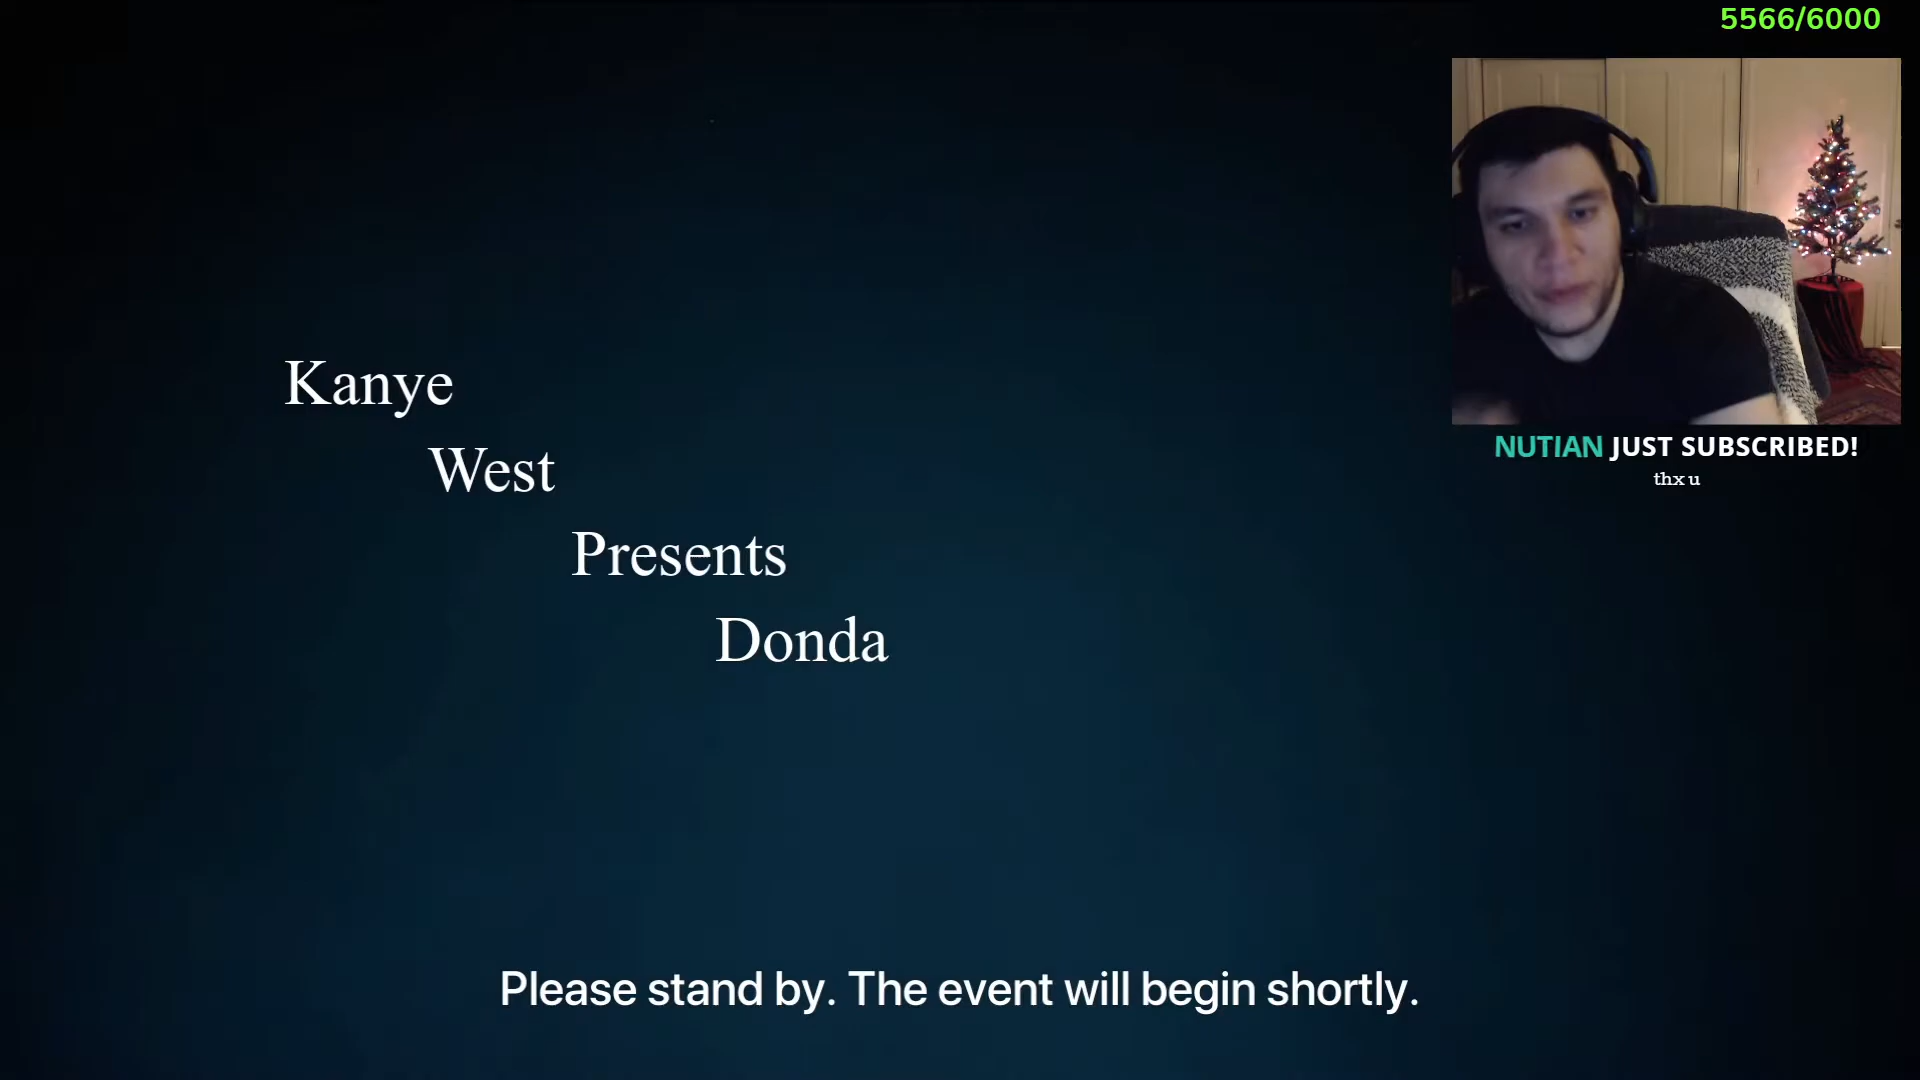 5566/6000
NUTIAN JUST SUBSCRIBED!
thx u
Kanye
West
Presents
Donda
Please stand by. The event will begin shortly.